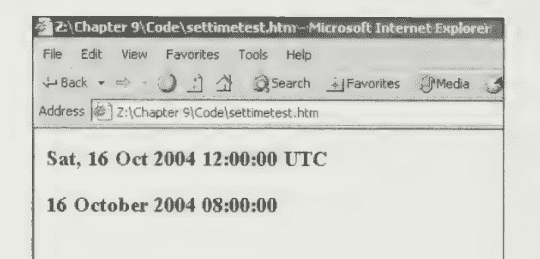 Z:\Chapter 9\Code\settimetest.htm - Microsoft Internet Explorer
File Edit View Favorites Tools Help
Back Search Favorites Media
Address Z:\Chapter 9\Code\settimetest.htm
Sat, 16 Oct 2004 12:00:00 UTC
16 October 2004 08:00:00